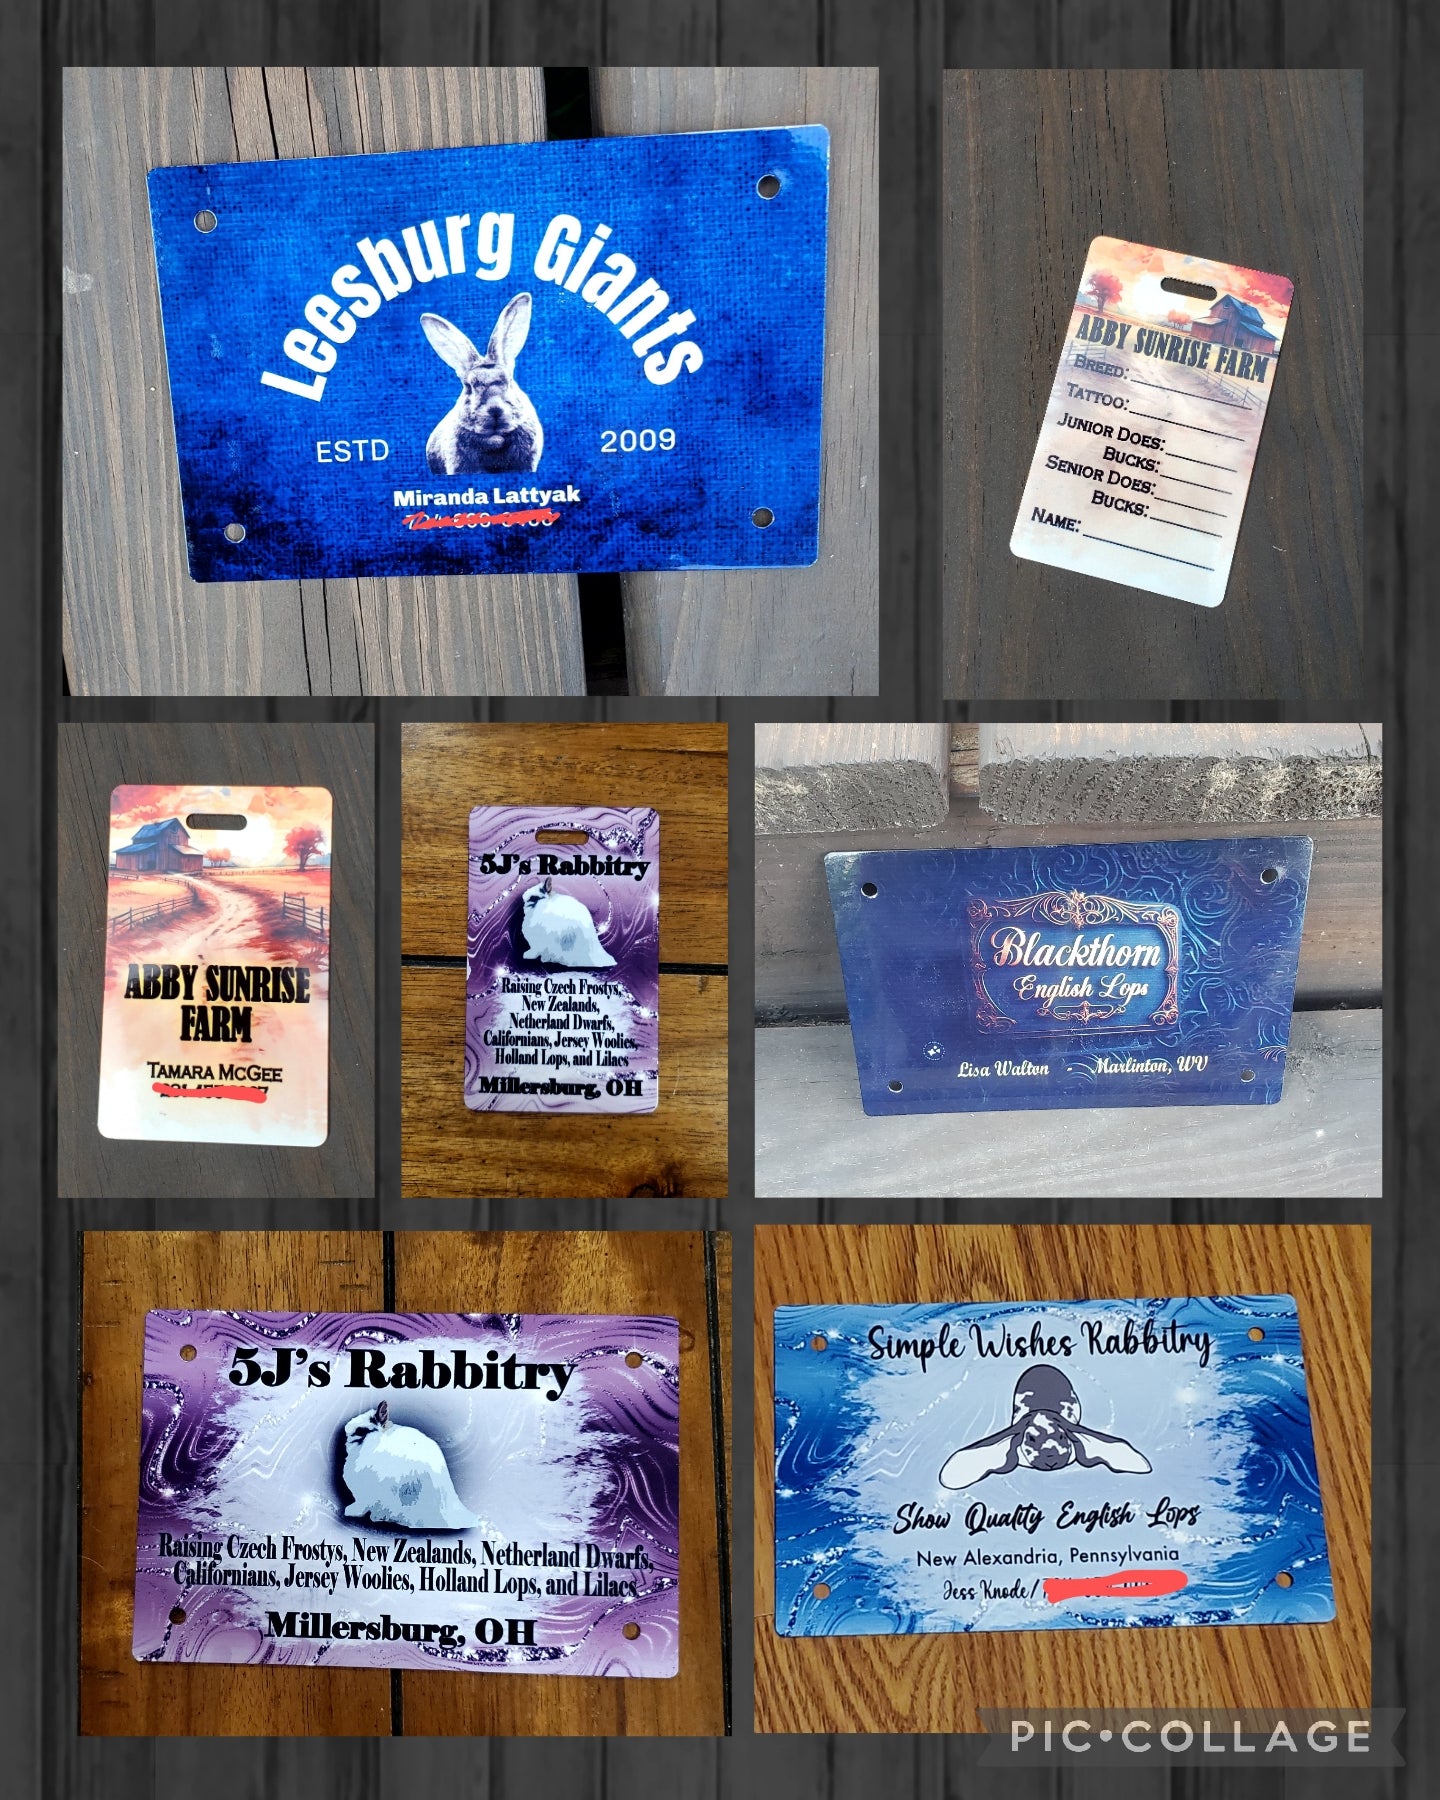 Leesburg Giants
ESTD 2009
Miranda Lattyak
ABBY SUNRISE FARM
BREED:
TATTOO:
JUNIOR DOES:
BUCKS:
SENIOR DOES:
BUCKS:
NAME:
ABBY SUNRISE
FARM
TAMARA MCGEE
5J's Rabbitry
Raising Czech Frostys,
New Zealands,
Netherland Dwarfs,
Californians, Jersey Woolies,
Holland Lops, and Lilacs
Millersburg, OH
Blackthorn
English Lops
Lisa Walton - Marlinton, WV
5J's Rabbitry
Raising Czech Frostys, New Zealands, Netherland Dwarfs,
Californians, Jersey Woolies, Holland Lops, and Lilacs
Millersburg, OH
Simple Wishes Rabbitry
Show Quality English Lops
New Alexandria, Pennsylvania
Jess Knode/
PIC•COLLAGE